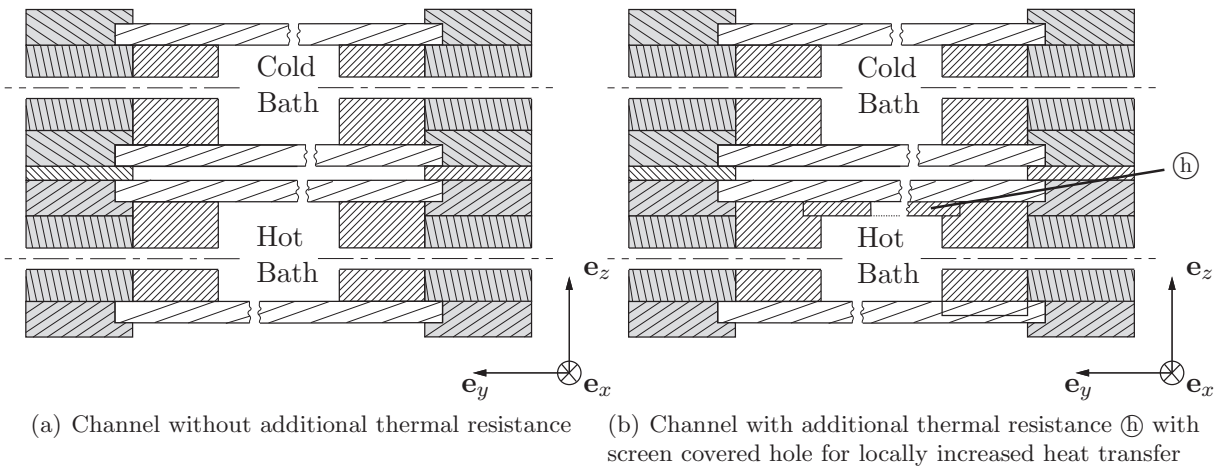 Cold
Bath
Hot
Bath
e_z
e_y
e_x
Cold
Bath
Hot
Bath
ⓗ
e_z
e_y
e_x
(a) Channel without additional thermal resistance
(b) Channel with additional thermal resistance ⓗ with
screen covered hole for locally increased heat transfer